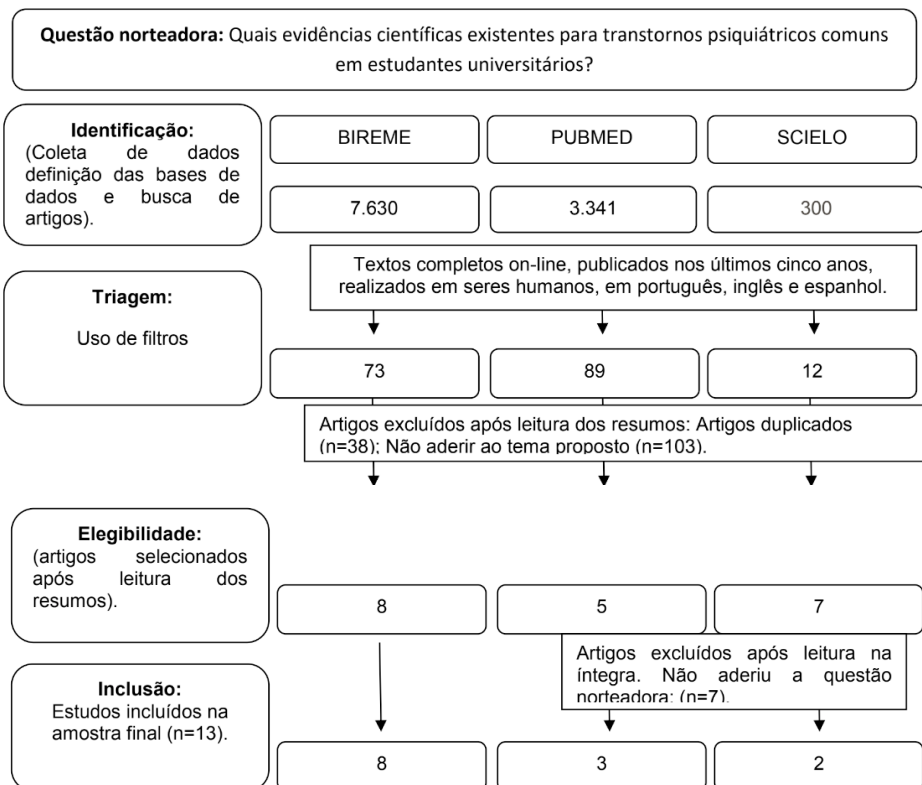 Questão norteadora: Quais evidências científicas existentes para transtornos psiquiátricos comuns
em estudantes universitários?
Identificação:
(Coleta de dados
definição das bases de
dados e busca de
artigos).
BIREME
PUBMED
SCIELO
7.630
3.341
300
Textos completos on-line, publicados nos últimos cinco anos,
realizados em seres humanos, em português, inglês e espanhol.
Triagem:
Uso de filtros
73
89
12
Artigos excluídos após leitura dos resumos: Artigos duplicados
(n=38); Não aderir ao tema proposto (n=103).
Elegibilidade:
(artigos selecionados
após leitura dos
resumos).
8
5
7
Artigos excluídos após leitura na
íntegra. Não aderiu a questão
norteadora: (n=7).
Inclusão:
Estudos incluídos na
amostra final (n=13).
8
3
2